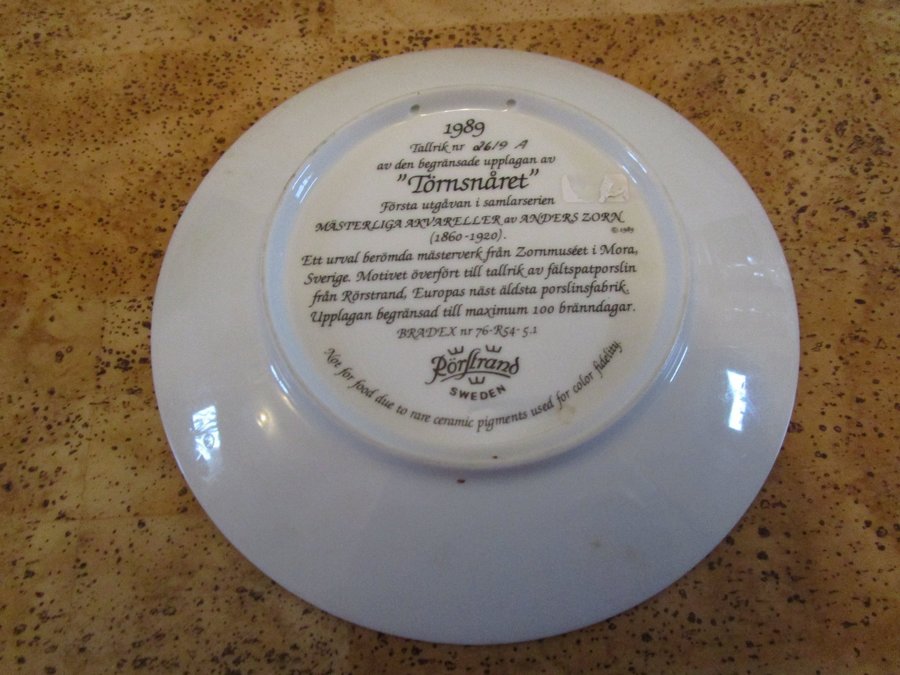 1989
Tallrik nr 2619 A
av den begränsade upplagan av
"Törnsnåret"
Första utgåvan i samlarserien
MÄSTERLIGA AKVARELLER av ANDERS ZORN
(1860-1920).
© 1989
Ett urval berömda mästerverk från Zornmuséet i Mora,
Sverige. Motivet överfört till tallrik av fältspatporslin
från Rörstrand, Europas näst äldsta porslinsfabrik.
Upplagan begränsad till maximum 100 bränndagar.
BRADEX nr 76-R54-5.1
Rörstrand
SWEDEN
Not for food due to rare ceramic pigments used for color fidelity.